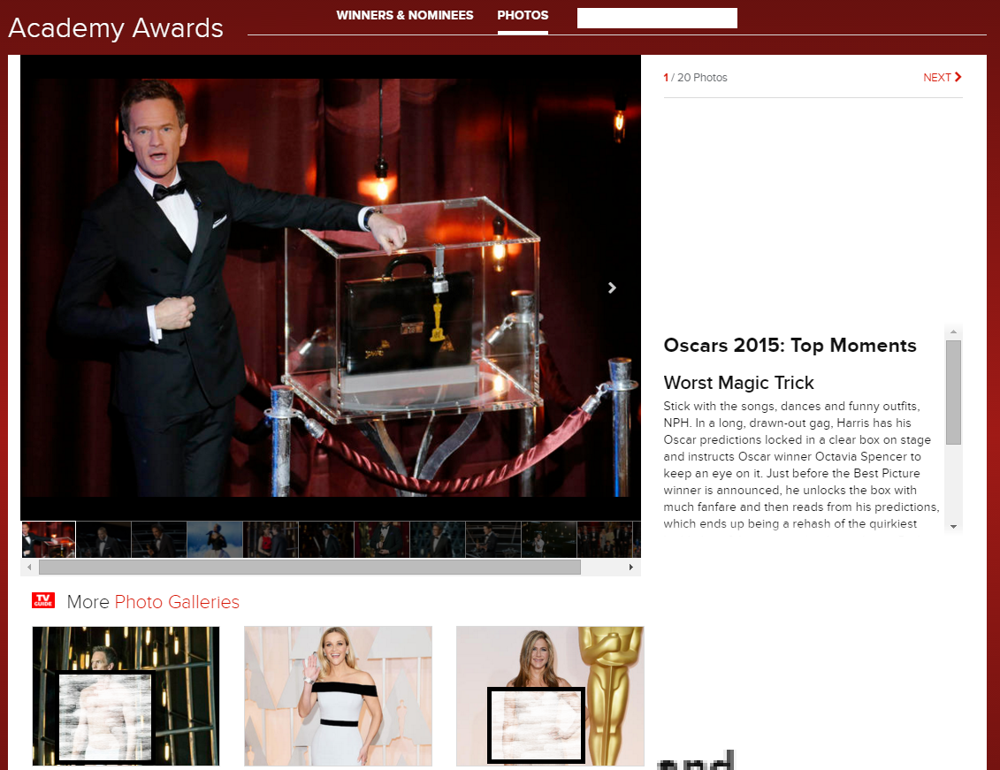 Academy Awards
WINNERS & NOMINEES
PHOTOS
1 / 20 Photos
NEXT
Oscars 2015: Top Moments
Worst Magic Trick
Stick with the songs, dances and funny outfits,
NPH. In a long, drawn-out gag, Harris has his
Oscar predictions locked in a clear box on stage
and instructs Oscar winner Octavia Spencer to
keep an eye on it. Just before the Best Picture
winner is announced, he unlocks the box with
much fanfare and then reads from his predictions,
which ends up being a rehash of the quirkiest
TV
GUIDE
More Photo Galleries
end